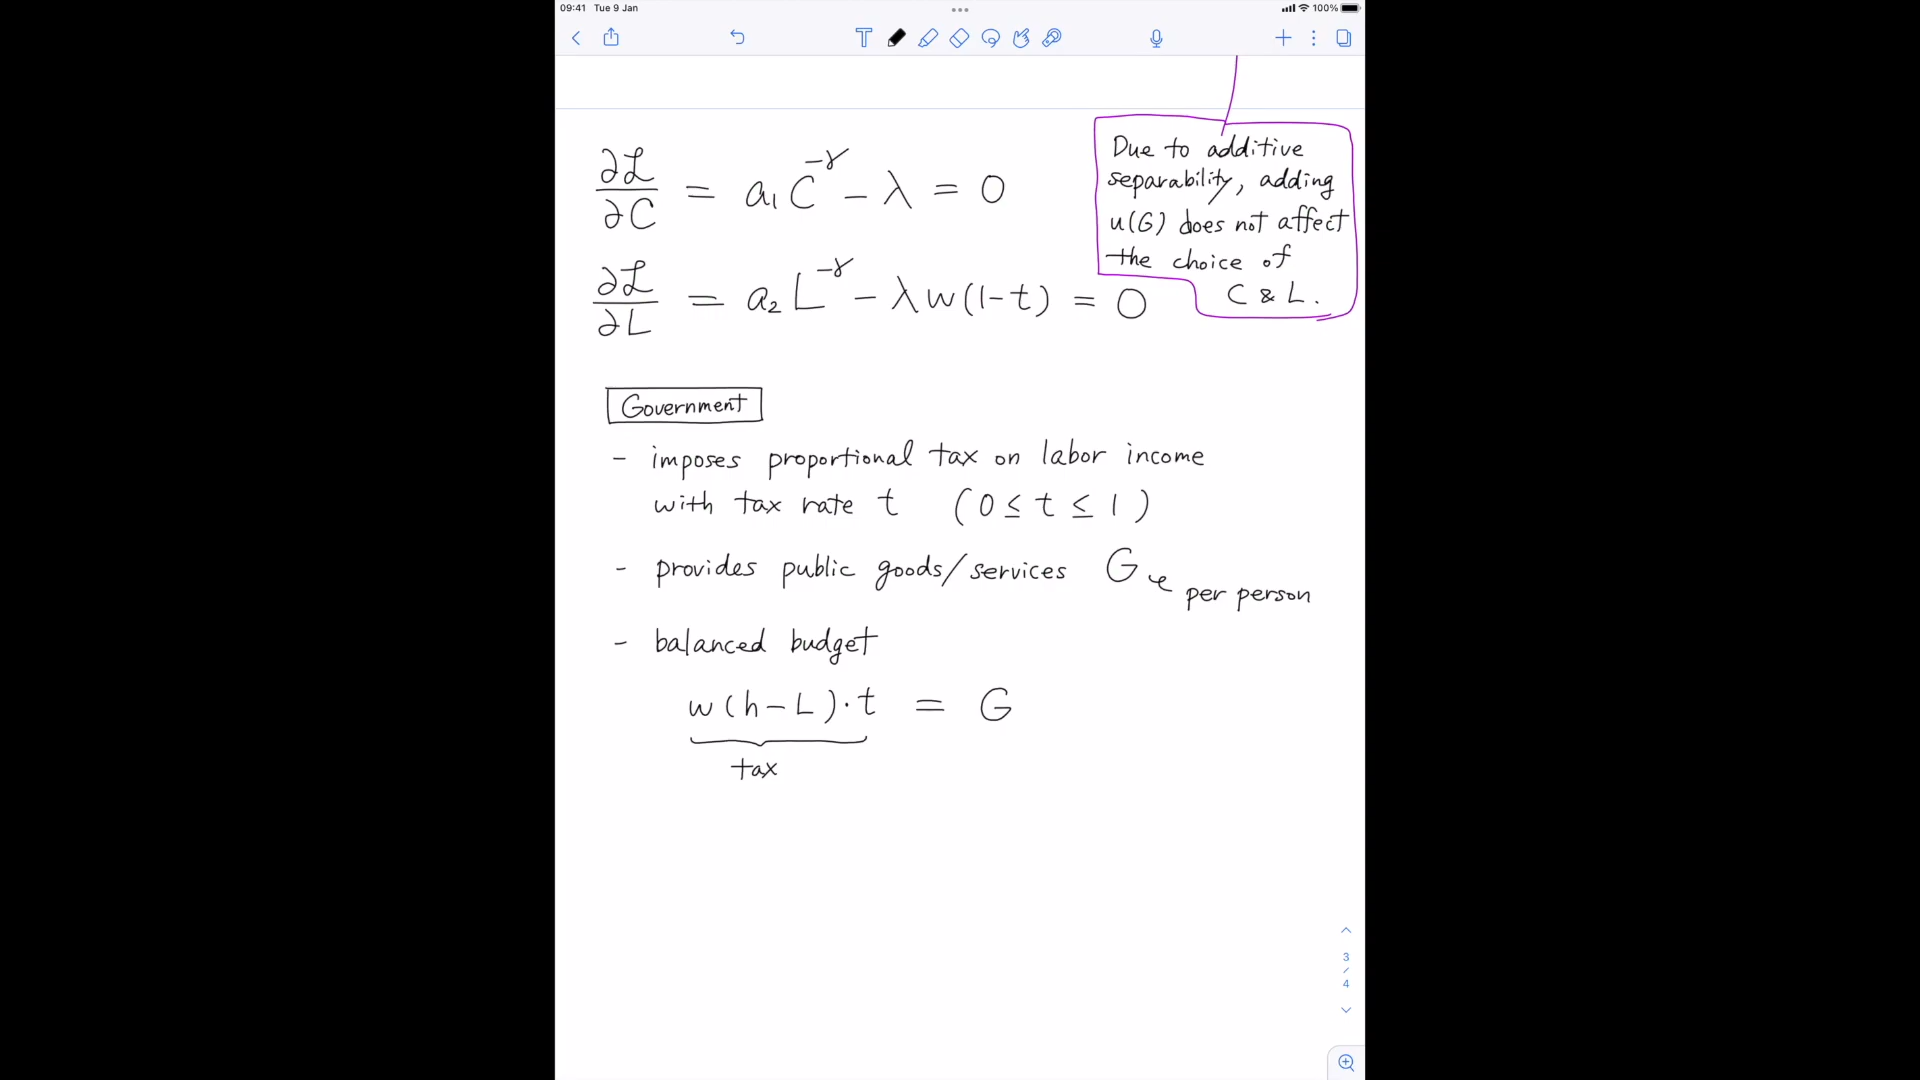 09:41 Tue 9 Jan
100%
T
∂ℒ/∂C = a₁C^{-γ} - λ = 0
Due to additive
separability, adding
u(G) does not affect
the choice of
C & L.
∂ℒ/∂L = a₂L^{-γ} - λw(1-t) = 0
Government
- imposes proportional tax on labor income
with tax rate t (0 ≤ t ≤ 1)
- provides public goods/services G
per person
- balanced budget
w(h-L)·t = G
tax
3
/
4